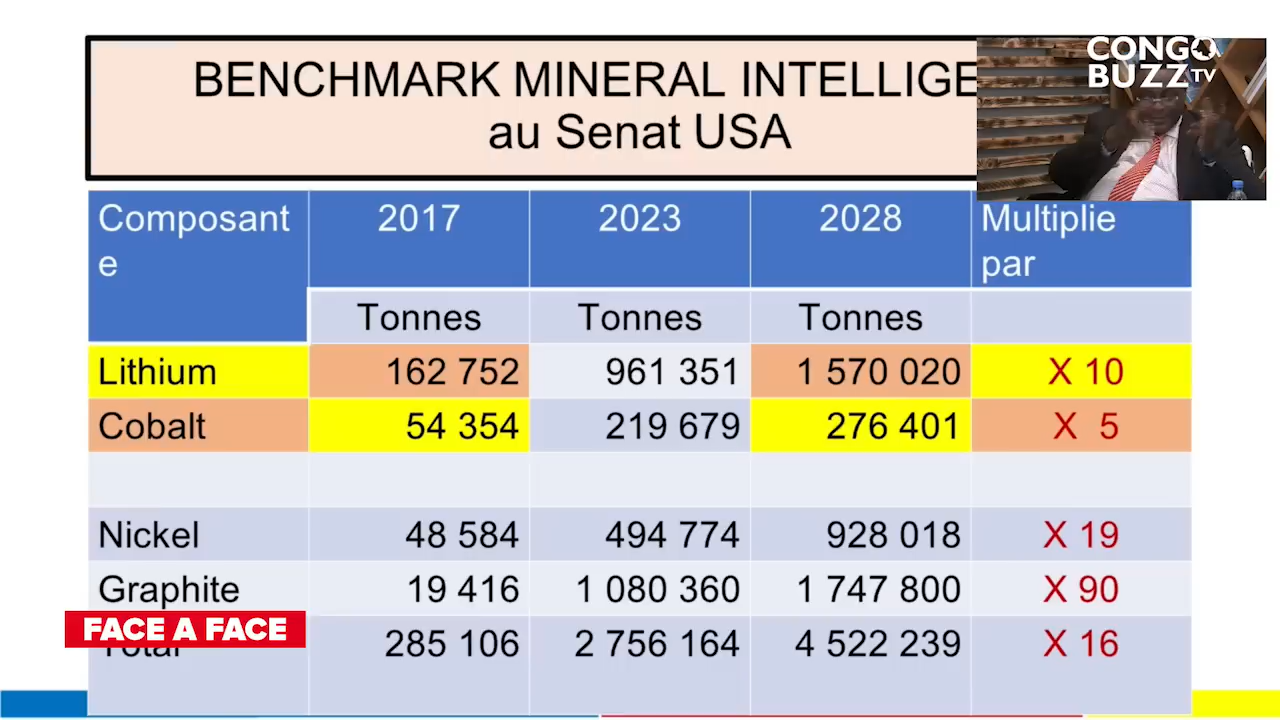 BENCHMARK MINERAL INTELLIGE
au Senat USA
CONGO
BUZZTV
Composant
e
2017
2023
2028
Multiplie
par
Tonnes Tonnes Tonnes
Lithium 162 752 961 351 1 570 020 X 10
Cobalt 54 354 219 679 276 401 X 5
Nickel 48 584 494 774 928 018 X 19
Graphite 19 416 1 080 360 1 747 800 X 90
FACE A FACE
Total 285 106 2 756 164 4 522 239 X 16